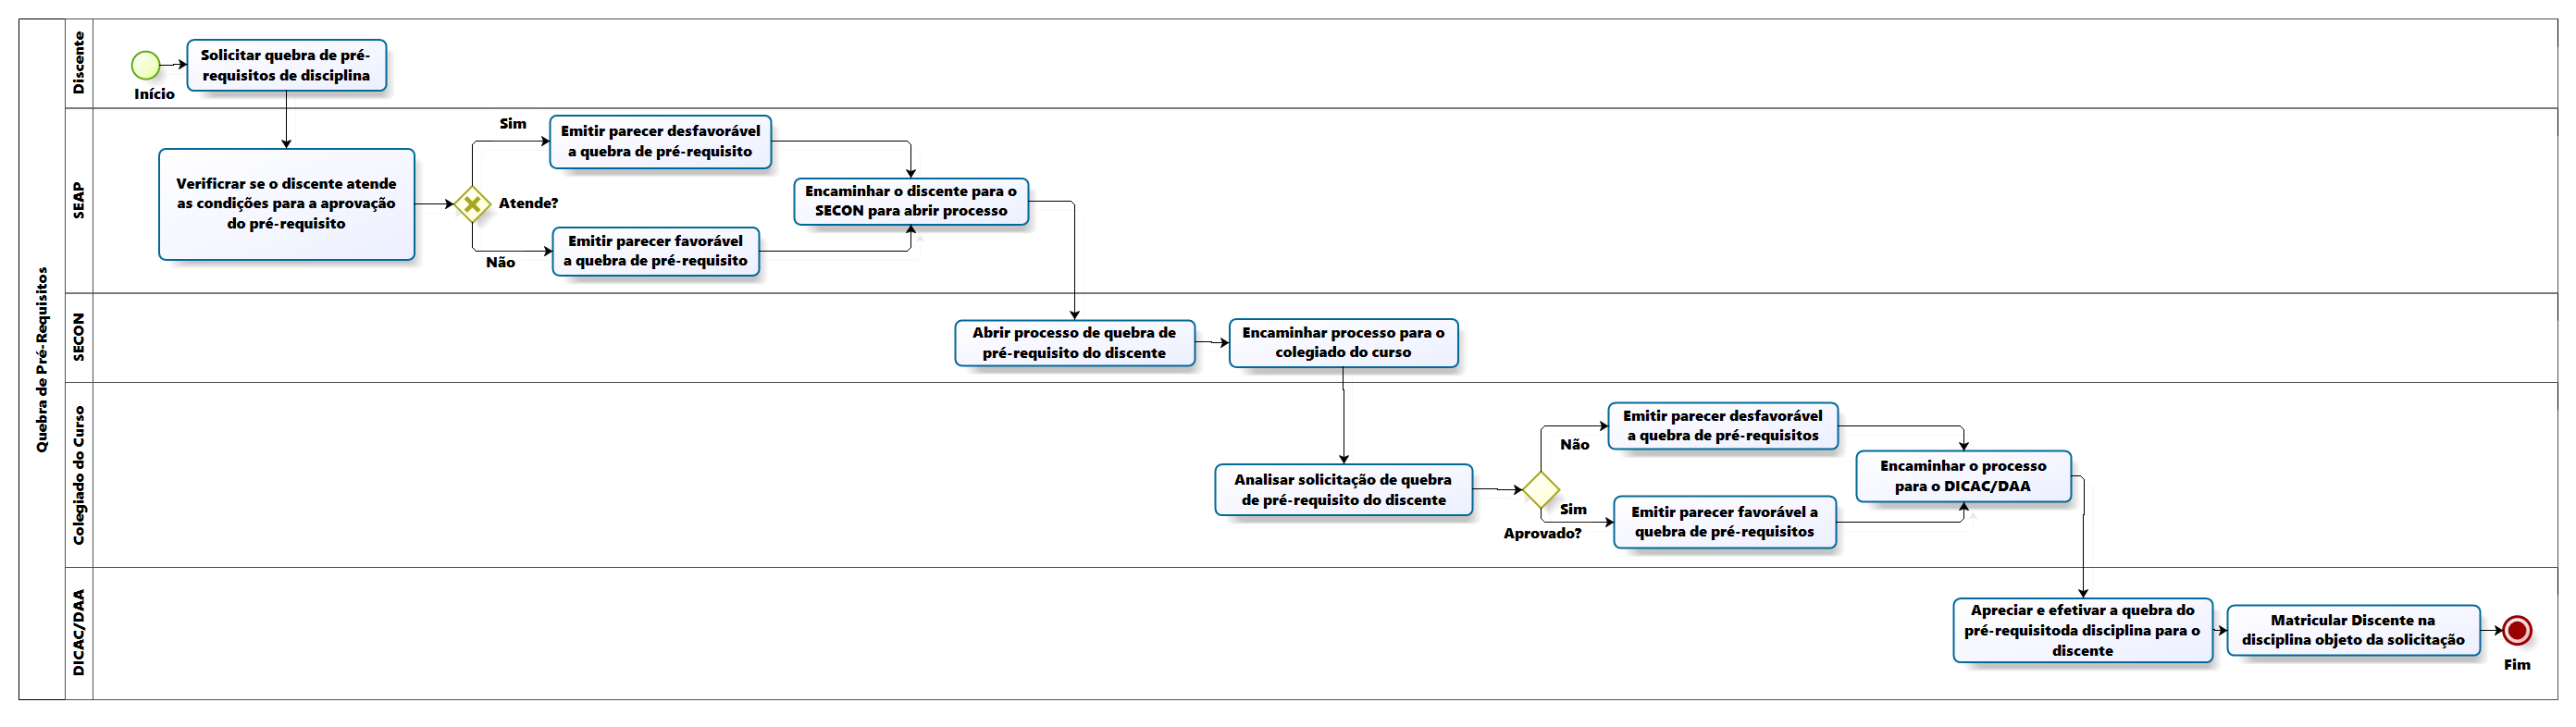 Quebra de Pré-Requisitos
Discente
Início
Solicitar quebra de pré-
requisitos de disciplina
SEAP
Verificrar se o discente atende
as condições para a aprovação
do pré-requisito
Atende?
Sim
Emitir parecer desfavorável
a quebra de pré-requisito
Não
Emitir parecer favorável
a quebra de pré-requisito
Encaminhar o discente para o
SECON para abrir processo
SECON
Abrir processo de quebra de
pré-requisito do discente
Encaminhar processo para o
colegiado do curso
Colegiado do Curso
Analisar solicitação de quebra
de pré-requisito do discente
Não
Emitir parecer desfavorável
a quebra de pré-requisitos
Sim
Aprovado?
Emitir parecer favorável a
quebra de pré-requisitos
Encaminhar o processo
para o DICAC/DAA
DICAC/DAA
Apreciar e efetivar a quebra do
pré-requisitoda disciplina para o
discente
Matricular Discente na
disciplina objeto da solicitação
Fim